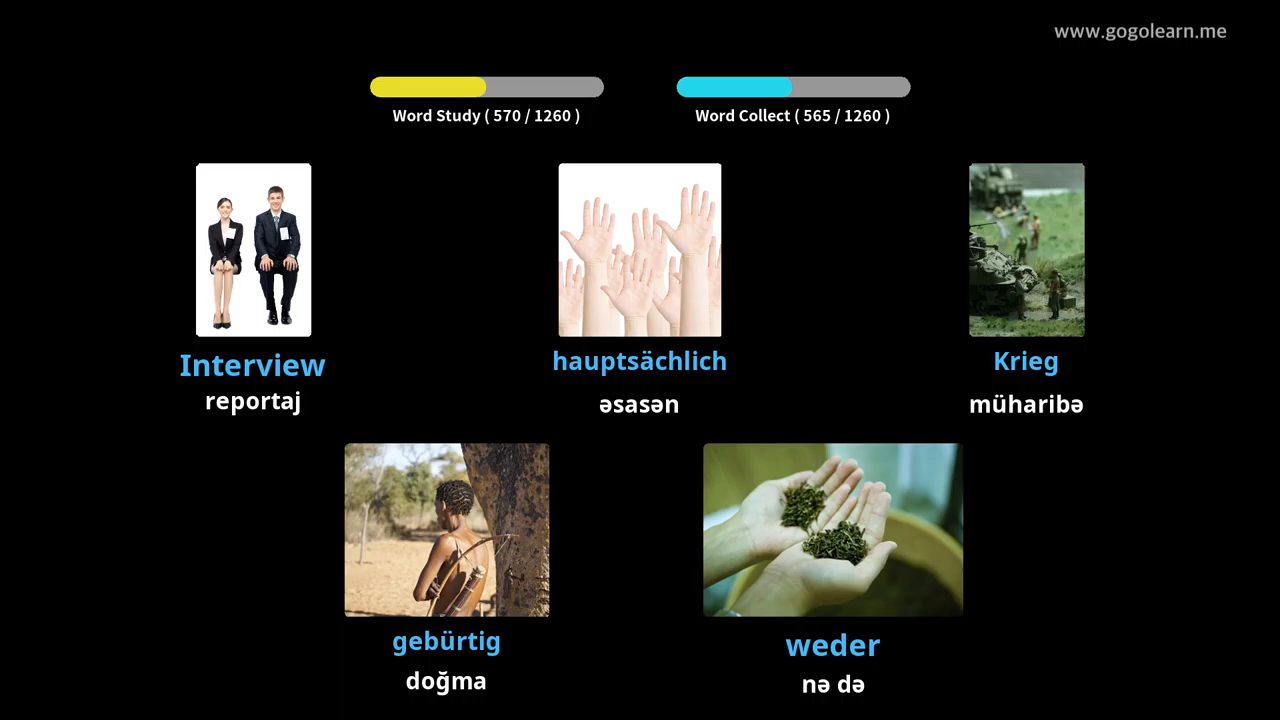 www.gogolearn.me
Word Study ( 570 / 1260 )
Word Collect ( 565 / 1260 )
Interview
reportaj
hauptsächlich
əsasən
Krieg
müharibə
gebürtig
doğma
weder
nə də